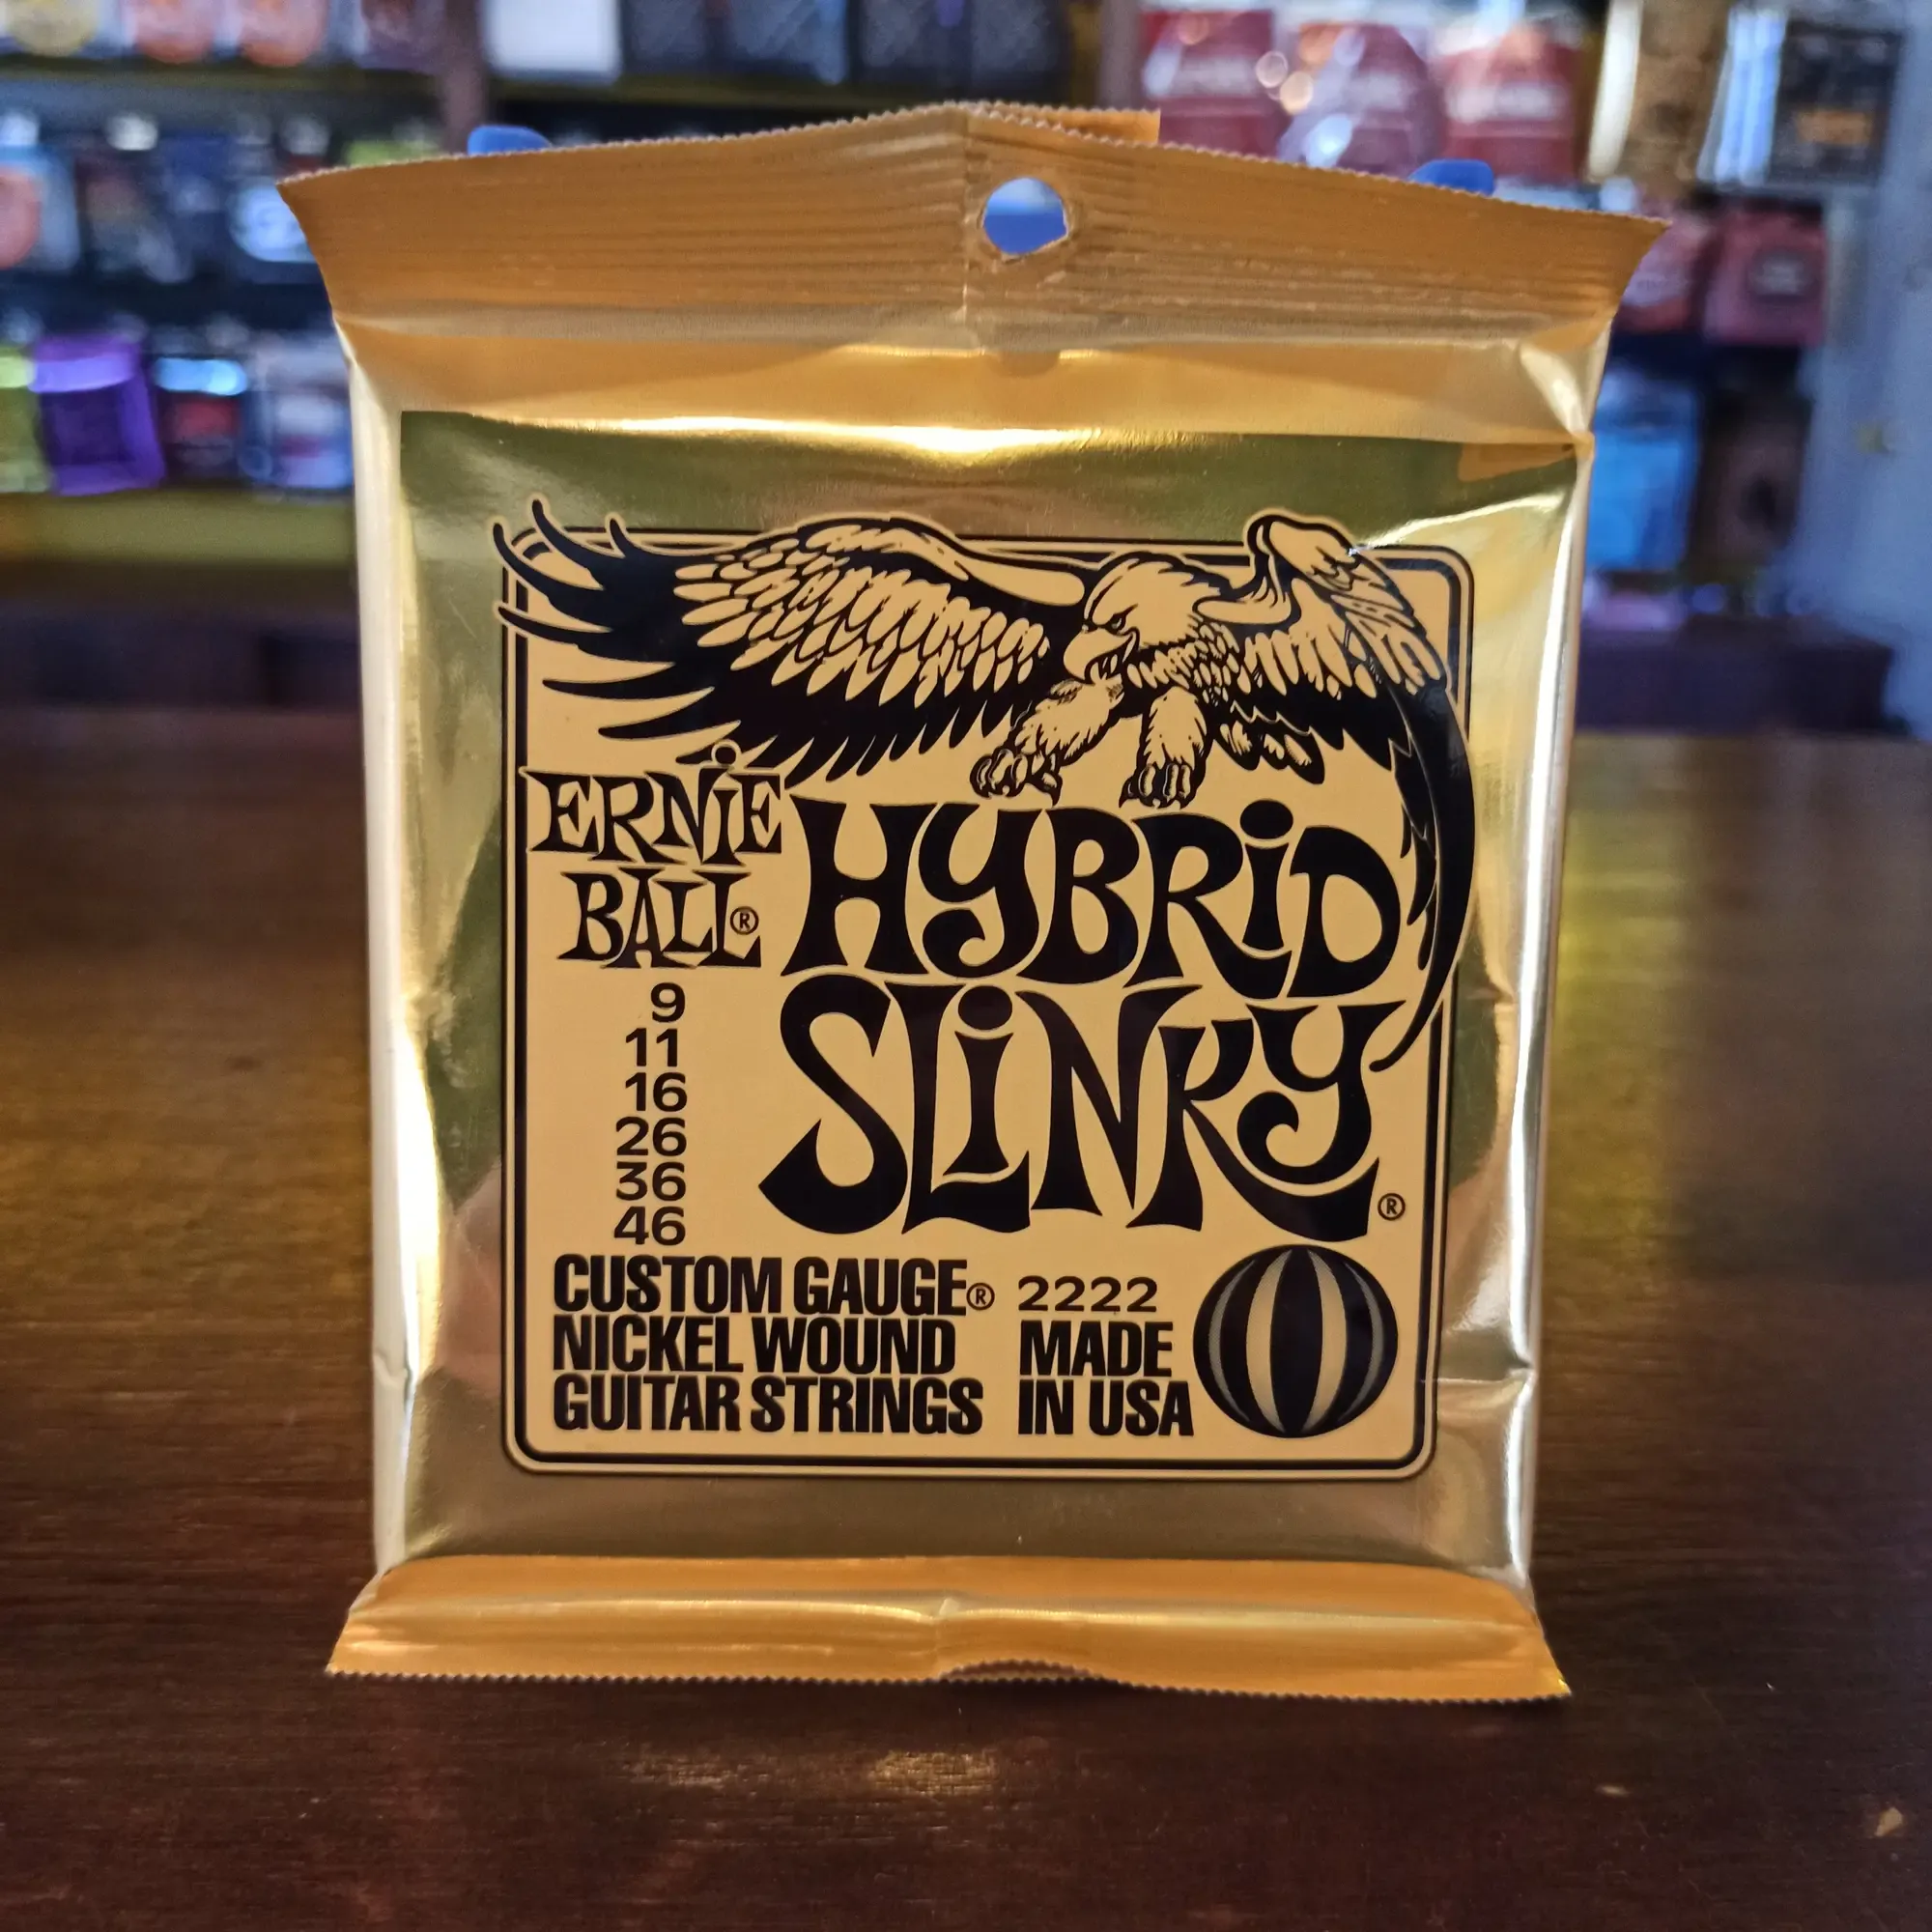 ERNIE
BALL®
HYBRID
SLINKY®
9
11
16
26
36
46
CUSTOM GAUGE®
NICKEL WOUND
GUITAR STRINGS
2222
MADE
IN USA